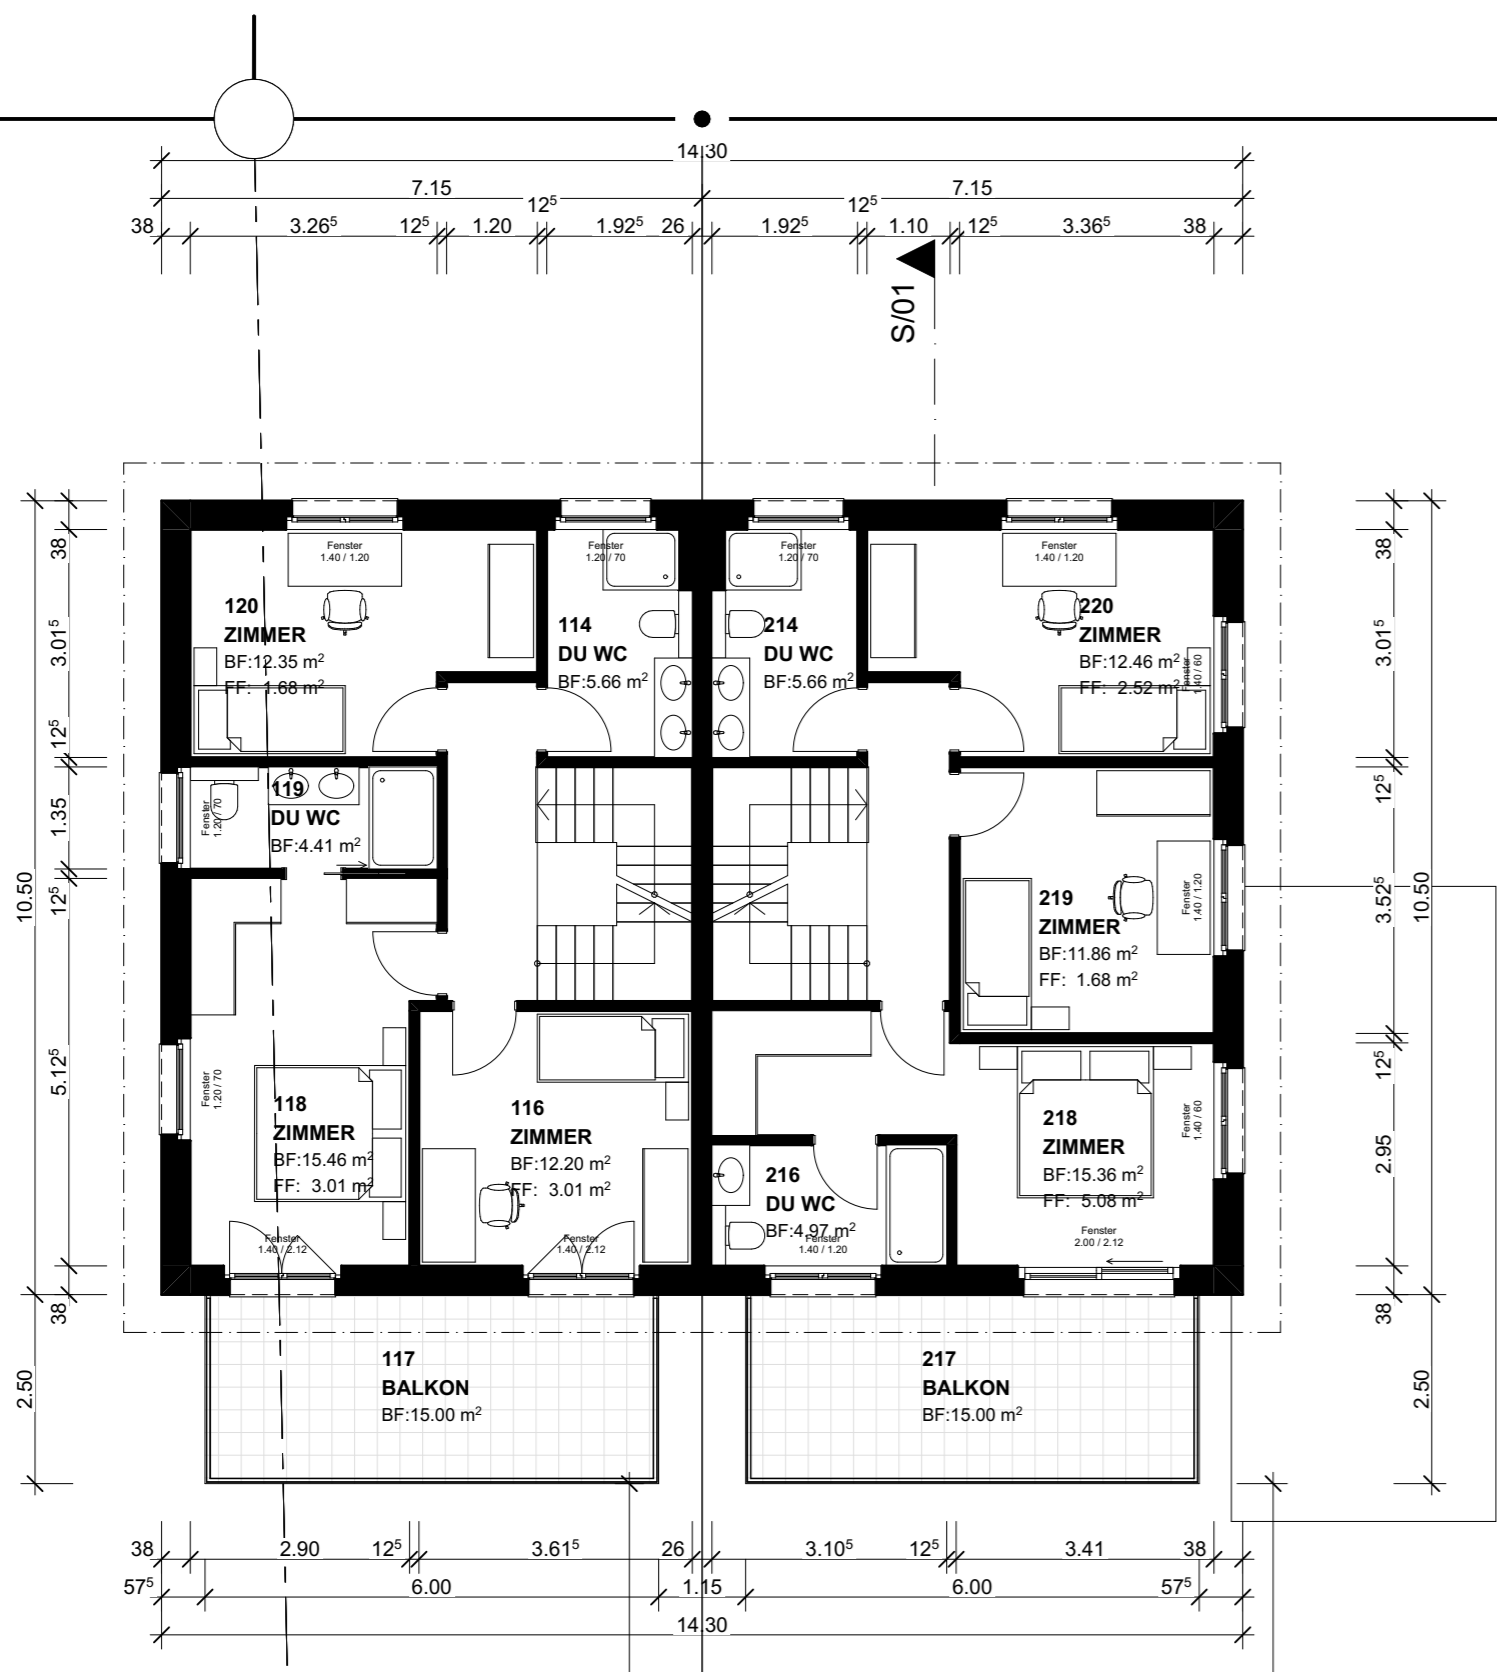 14.30
7.15 7.15
12⁵ 12⁵
38 3.26⁵ 12⁵ 1.20 1.92⁵ 26 1.92⁵ 1.10 12⁵ 3.36⁵ 38
S/01
Fenster
1.40 / 1.20
Fenster
1.20 / 70
Fenster
1.20 / 70
Fenster
1.40 / 1.20
120
ZIMMER
BF:12.35 m²
FF: 1.68 m²
114
DU WC
BF:5.66 m²
214
DU WC
BF:5.66 m²
220
ZIMMER
BF:12.46 m²
FF: 2.52 m²
Fenster
1.40 / 60
119
DU WC
BF:4.41 m²
Fenster
1.20 / 70
219
ZIMMER
BF:11.86 m²
FF: 1.68 m²
Fenster
1.40 / 1.20
118
ZIMMER
BF:15.46 m²
FF: 3.01 m²
Fenster
1.20 / 70
Fenster
1.40 / 2.12
116
ZIMMER
BF:12.20 m²
FF: 3.01 m²
Fenster
1.40 / 2.12
216
DU WC
BF:4.97 m²
Fenster
1.40 / 1.20
218
ZIMMER
BF:15.36 m²
FF: 5.08 m²
Fenster
1.40 / 60
Fenster
2.00 / 2.12
117
BALKON
BF:15.00 m²
217
BALKON
BF:15.00 m²
10.50
2.50
38
3.01⁵
12⁵
1.35
12⁵
5.12⁵
38
38
3.01⁵
12⁵
3.52⁵
12⁵
2.95
38
10.50
2.50
38 2.90 12⁵ 3.61⁵ 26 3.10⁵ 12⁵ 3.41 38
57⁵ 6.00 1.15 6.00 57⁵
14.30